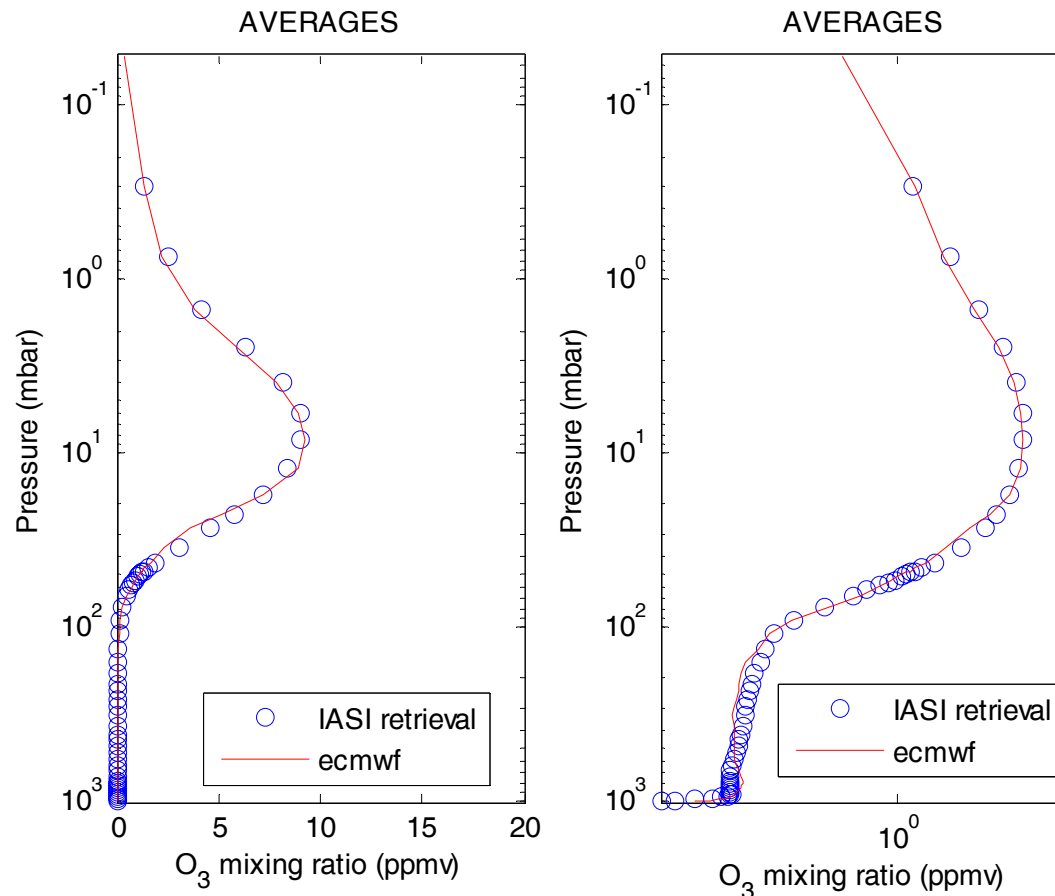 AVERAGES
10^-1
10^0
10^1
10^2
10^3
Pressure (mbar)
0 5 10 15 20
O_3 mixing ratio (ppmv)
IASI retrieval
ecmwf
AVERAGES
10^-1
10^0
10^1
10^2
10^3
Pressure (mbar)
10^0
O_3 mixing ratio (ppmv)
IASI retrieval
ecmwf